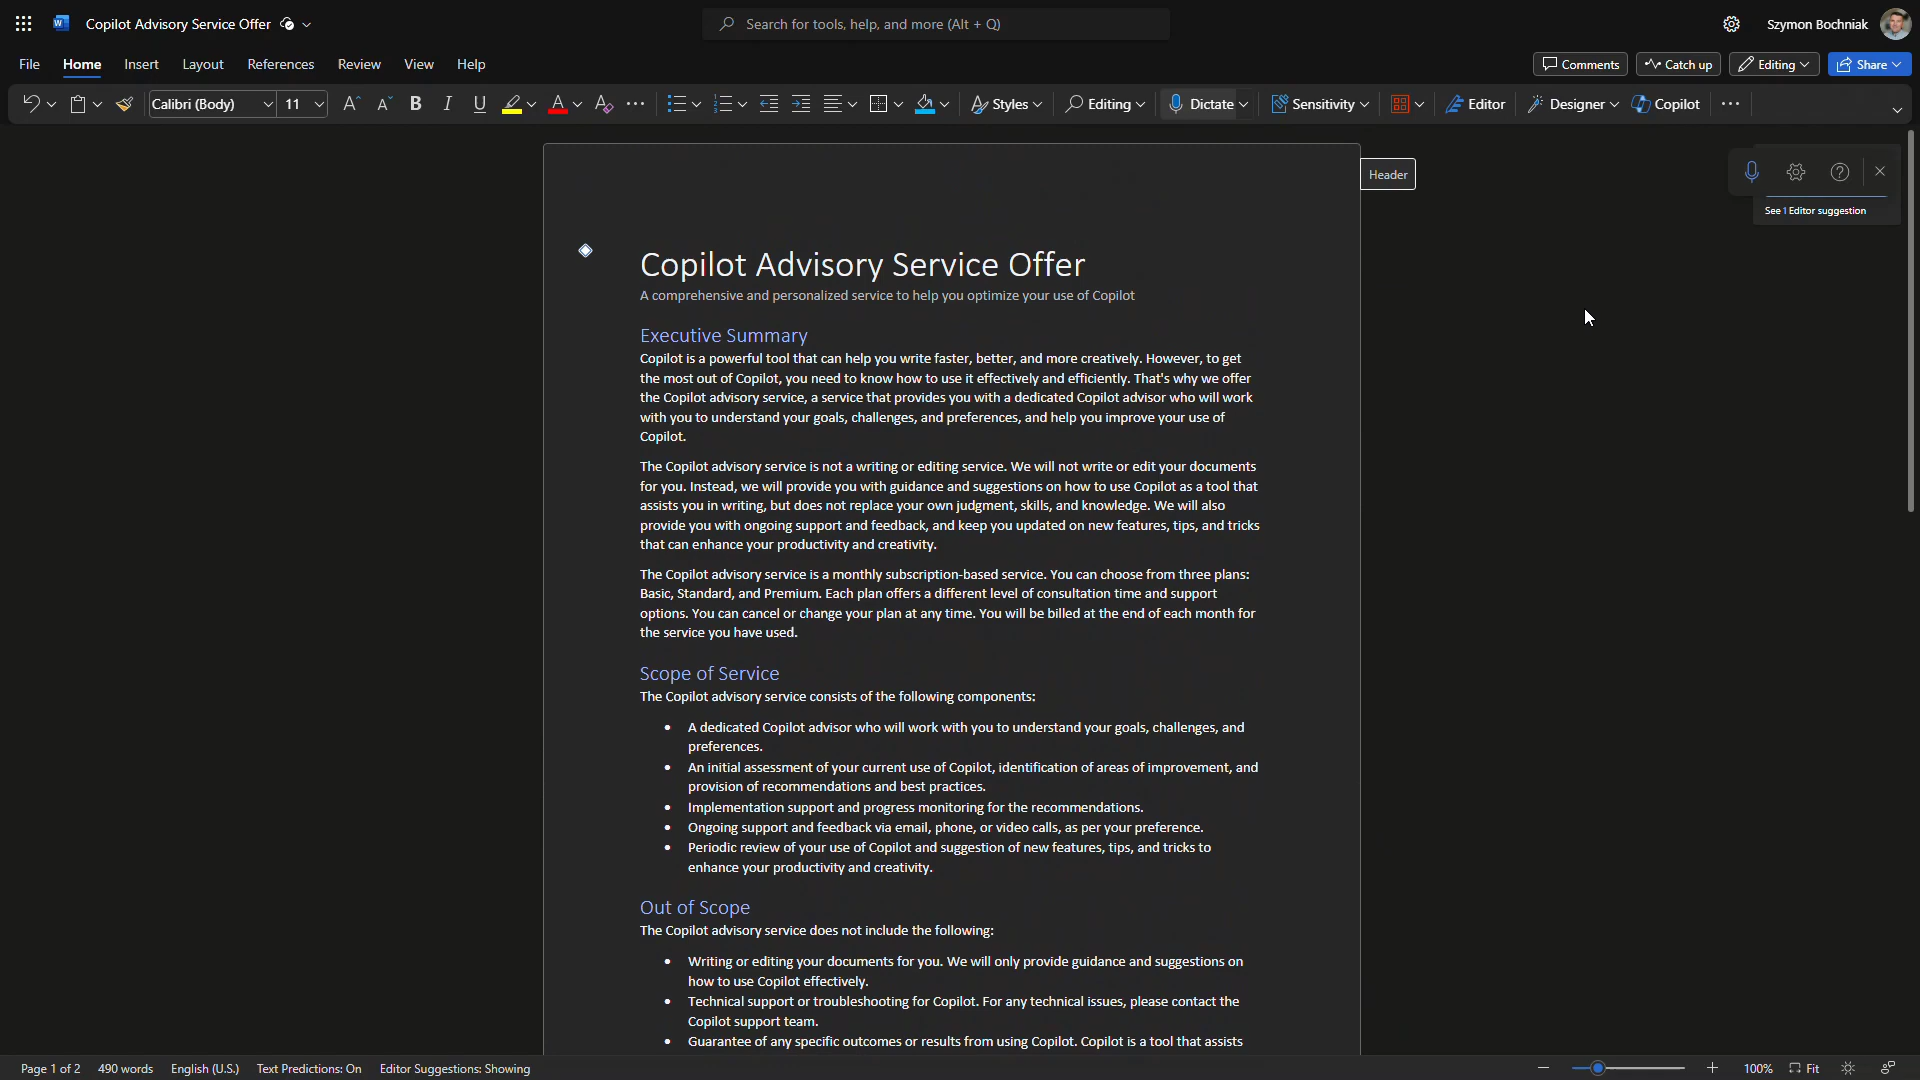 Copilot Advisory Service Offer
Search for tools, help, and more (Alt + Q)
Szymon Bochniak
File Home Insert Layout References Review View Help
Comments Catch up Editing Share
Calibri (Body) 11 B I U Styles Editing Dictate Sensitivity Editor Designer Copilot
Header
See 1 Editor suggestion
Copilot Advisory Service Offer
A comprehensive and personalized service to help you optimize your use of Copilot
Executive Summary
Copilot is a powerful tool that can help you write faster, better, and more creatively. However, to get
the most out of Copilot, you need to know how to use it effectively and efficiently. That's why we offer
the Copilot advisory service, a service that provides you with a dedicated Copilot advisor who will work
with you to understand your goals, challenges, and preferences, and help you improve your use of
Copilot.
The Copilot advisory service is not a writing or editing service. We will not write or edit your documents
for you. Instead, we will provide you with guidance and suggestions on how to use Copilot as a tool that
assists you in writing, but does not replace your own judgment, skills, and knowledge. We will also
provide you with ongoing support and feedback, and keep you updated on new features, tips, and tricks
that can enhance your productivity and creativity.
The Copilot advisory service is a monthly subscription-based service. You can choose from three plans:
Basic, Standard, and Premium. Each plan offers a different level of consultation time and support
options. You can cancel or change your plan at any time. You will be billed at the end of each month for
the service you have used.
Scope of Service
The Copilot advisory service consists of the following components:
• A dedicated Copilot advisor who will work with you to understand your goals, challenges, and
preferences.
• An initial assessment of your current use of Copilot, identification of areas of improvement, and
provision of recommendations and best practices.
• Implementation support and progress monitoring for the recommendations.
• Ongoing support and feedback via email, phone, or video calls, as per your preference.
• Periodic review of your use of Copilot and suggestion of new features, tips, and tricks to
enhance your productivity and creativity.
Out of Scope
The Copilot advisory service does not include the following:
• Writing or editing your documents for you. We will only provide guidance and suggestions on
how to use Copilot effectively.
• Technical support or troubleshooting for Copilot. For any technical issues, please contact the
Copilot support team.
• Guarantee of any specific outcomes or results from using Copilot. Copilot is a tool that assists
Page 1 of 2 490 words English (U.S.) Text Predictions: On Editor Suggestions: Showing 100% Fit